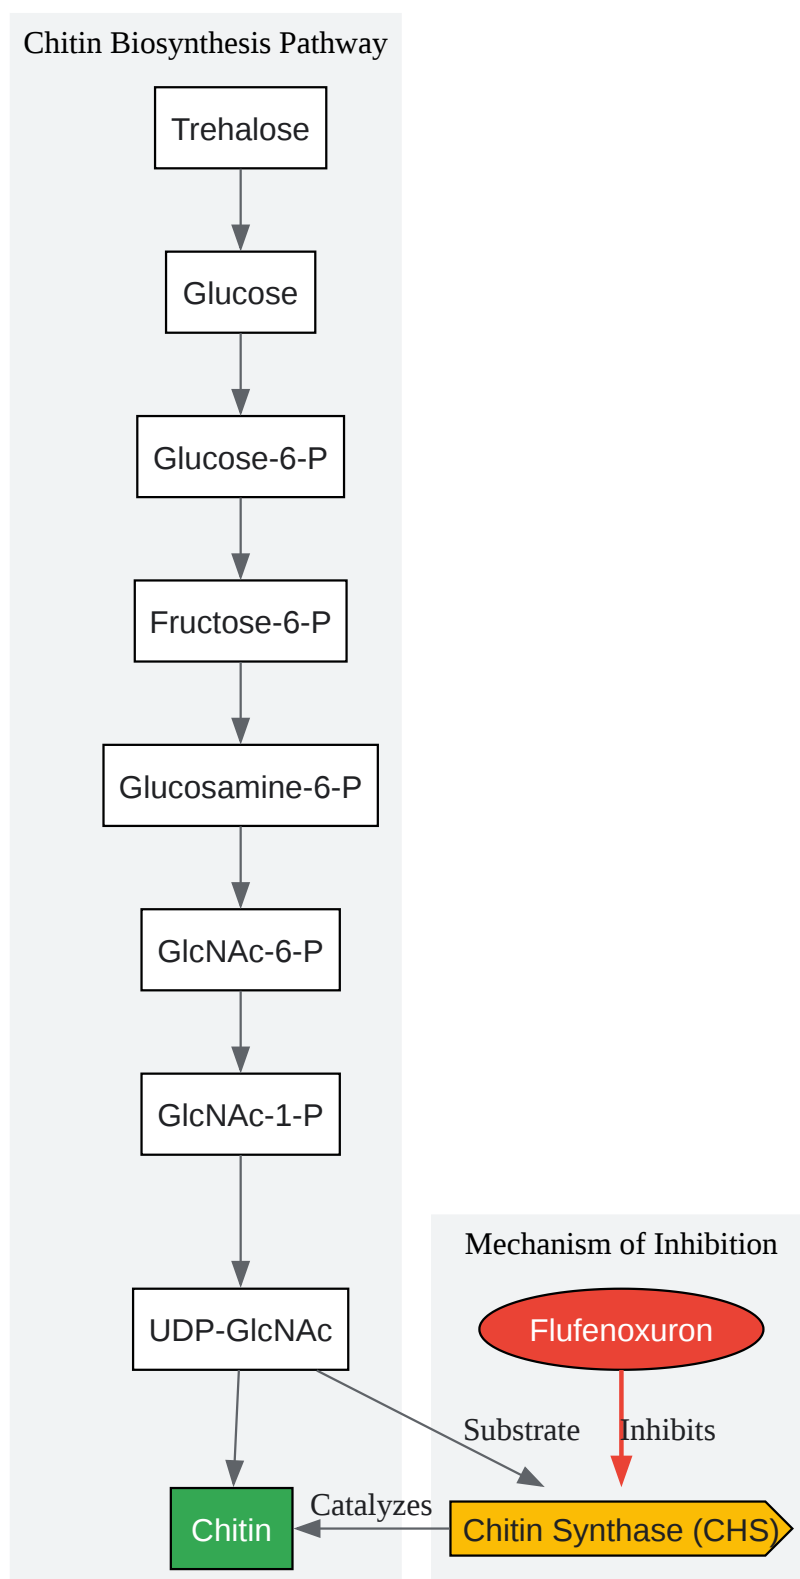 Chitin Biosynthesis Pathway
Trehalose
Glucose
Glucose-6-P
Fructose-6-P
Glucosamine-6-P
GlcNAc-6-P
GlcNAc-1-P
Mechanism of Inhibition
UDP-GlcNAc
Flufenoxuron
Substrate
Inhibits
Catalyzes
Chitin
Chitin Synthase (CHS)